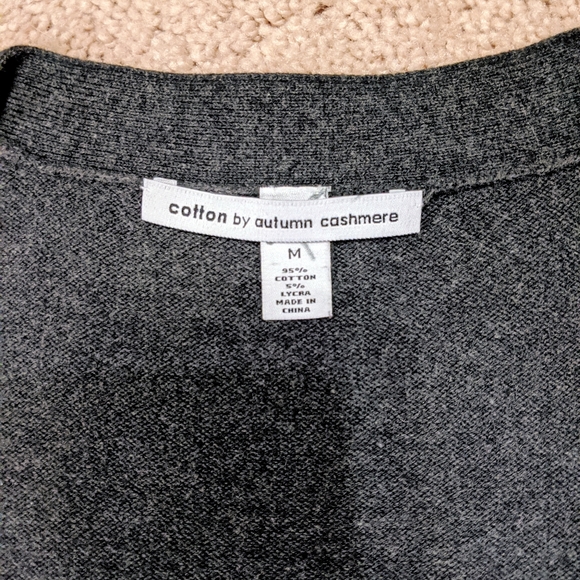 cotton by autumn cashmere
M
95%
COTTON
5%
LYCRA
MADE IN
CHINA